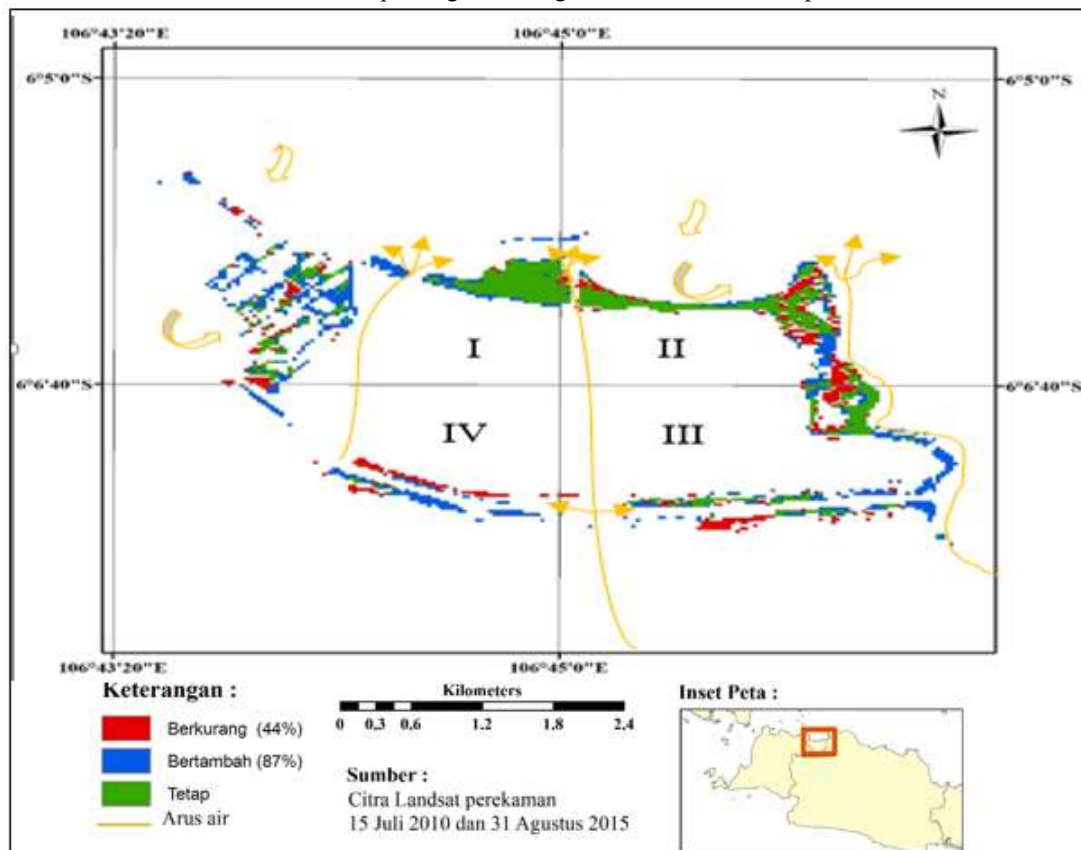 106°43'20"E 106°45'0"E
6°5'0"S 6°5'0"S
N
I II
6°6'40"S 6°6'40"S
IV III
106°43'20"E 106°45'0"E
Keterangan :
Berkurang (44%)
Bertambah (87%)
Tetap
Arus air
Kilometers
0 0.3 0.6 1.2 1.8 2.4
Sumber :
Citra Landsat perekaman
15 Juli 2010 dan 31 Agustus 2015
Inset Peta :